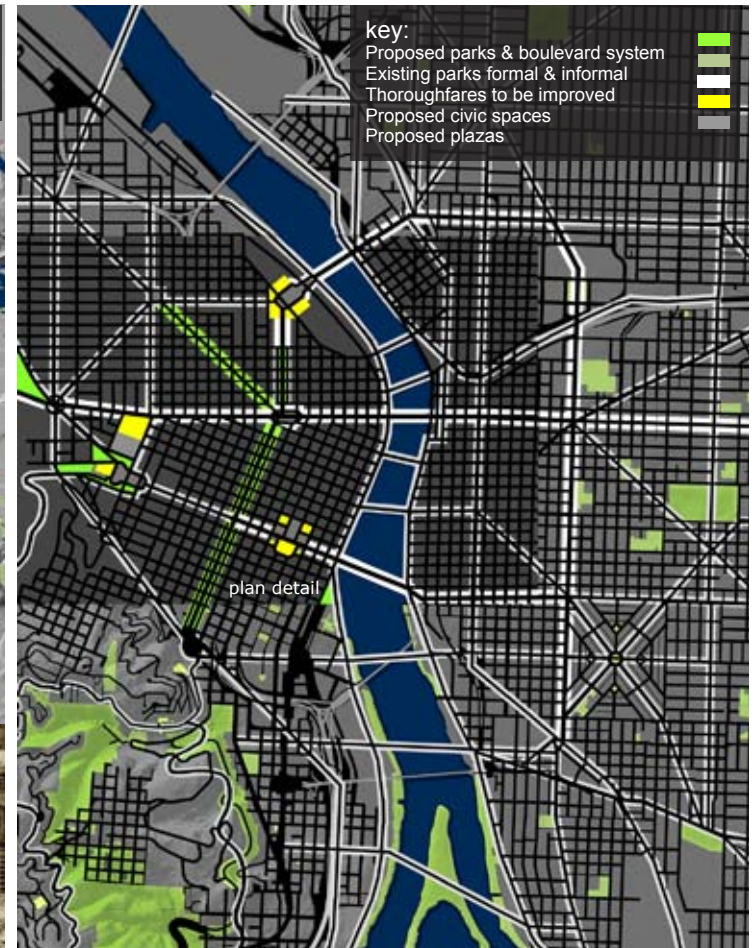 key:
Proposed parks & boulevard system
Existing parks formal & informal
Thoroughfares to be improved
Proposed civic spaces
Proposed plazas
plan detail